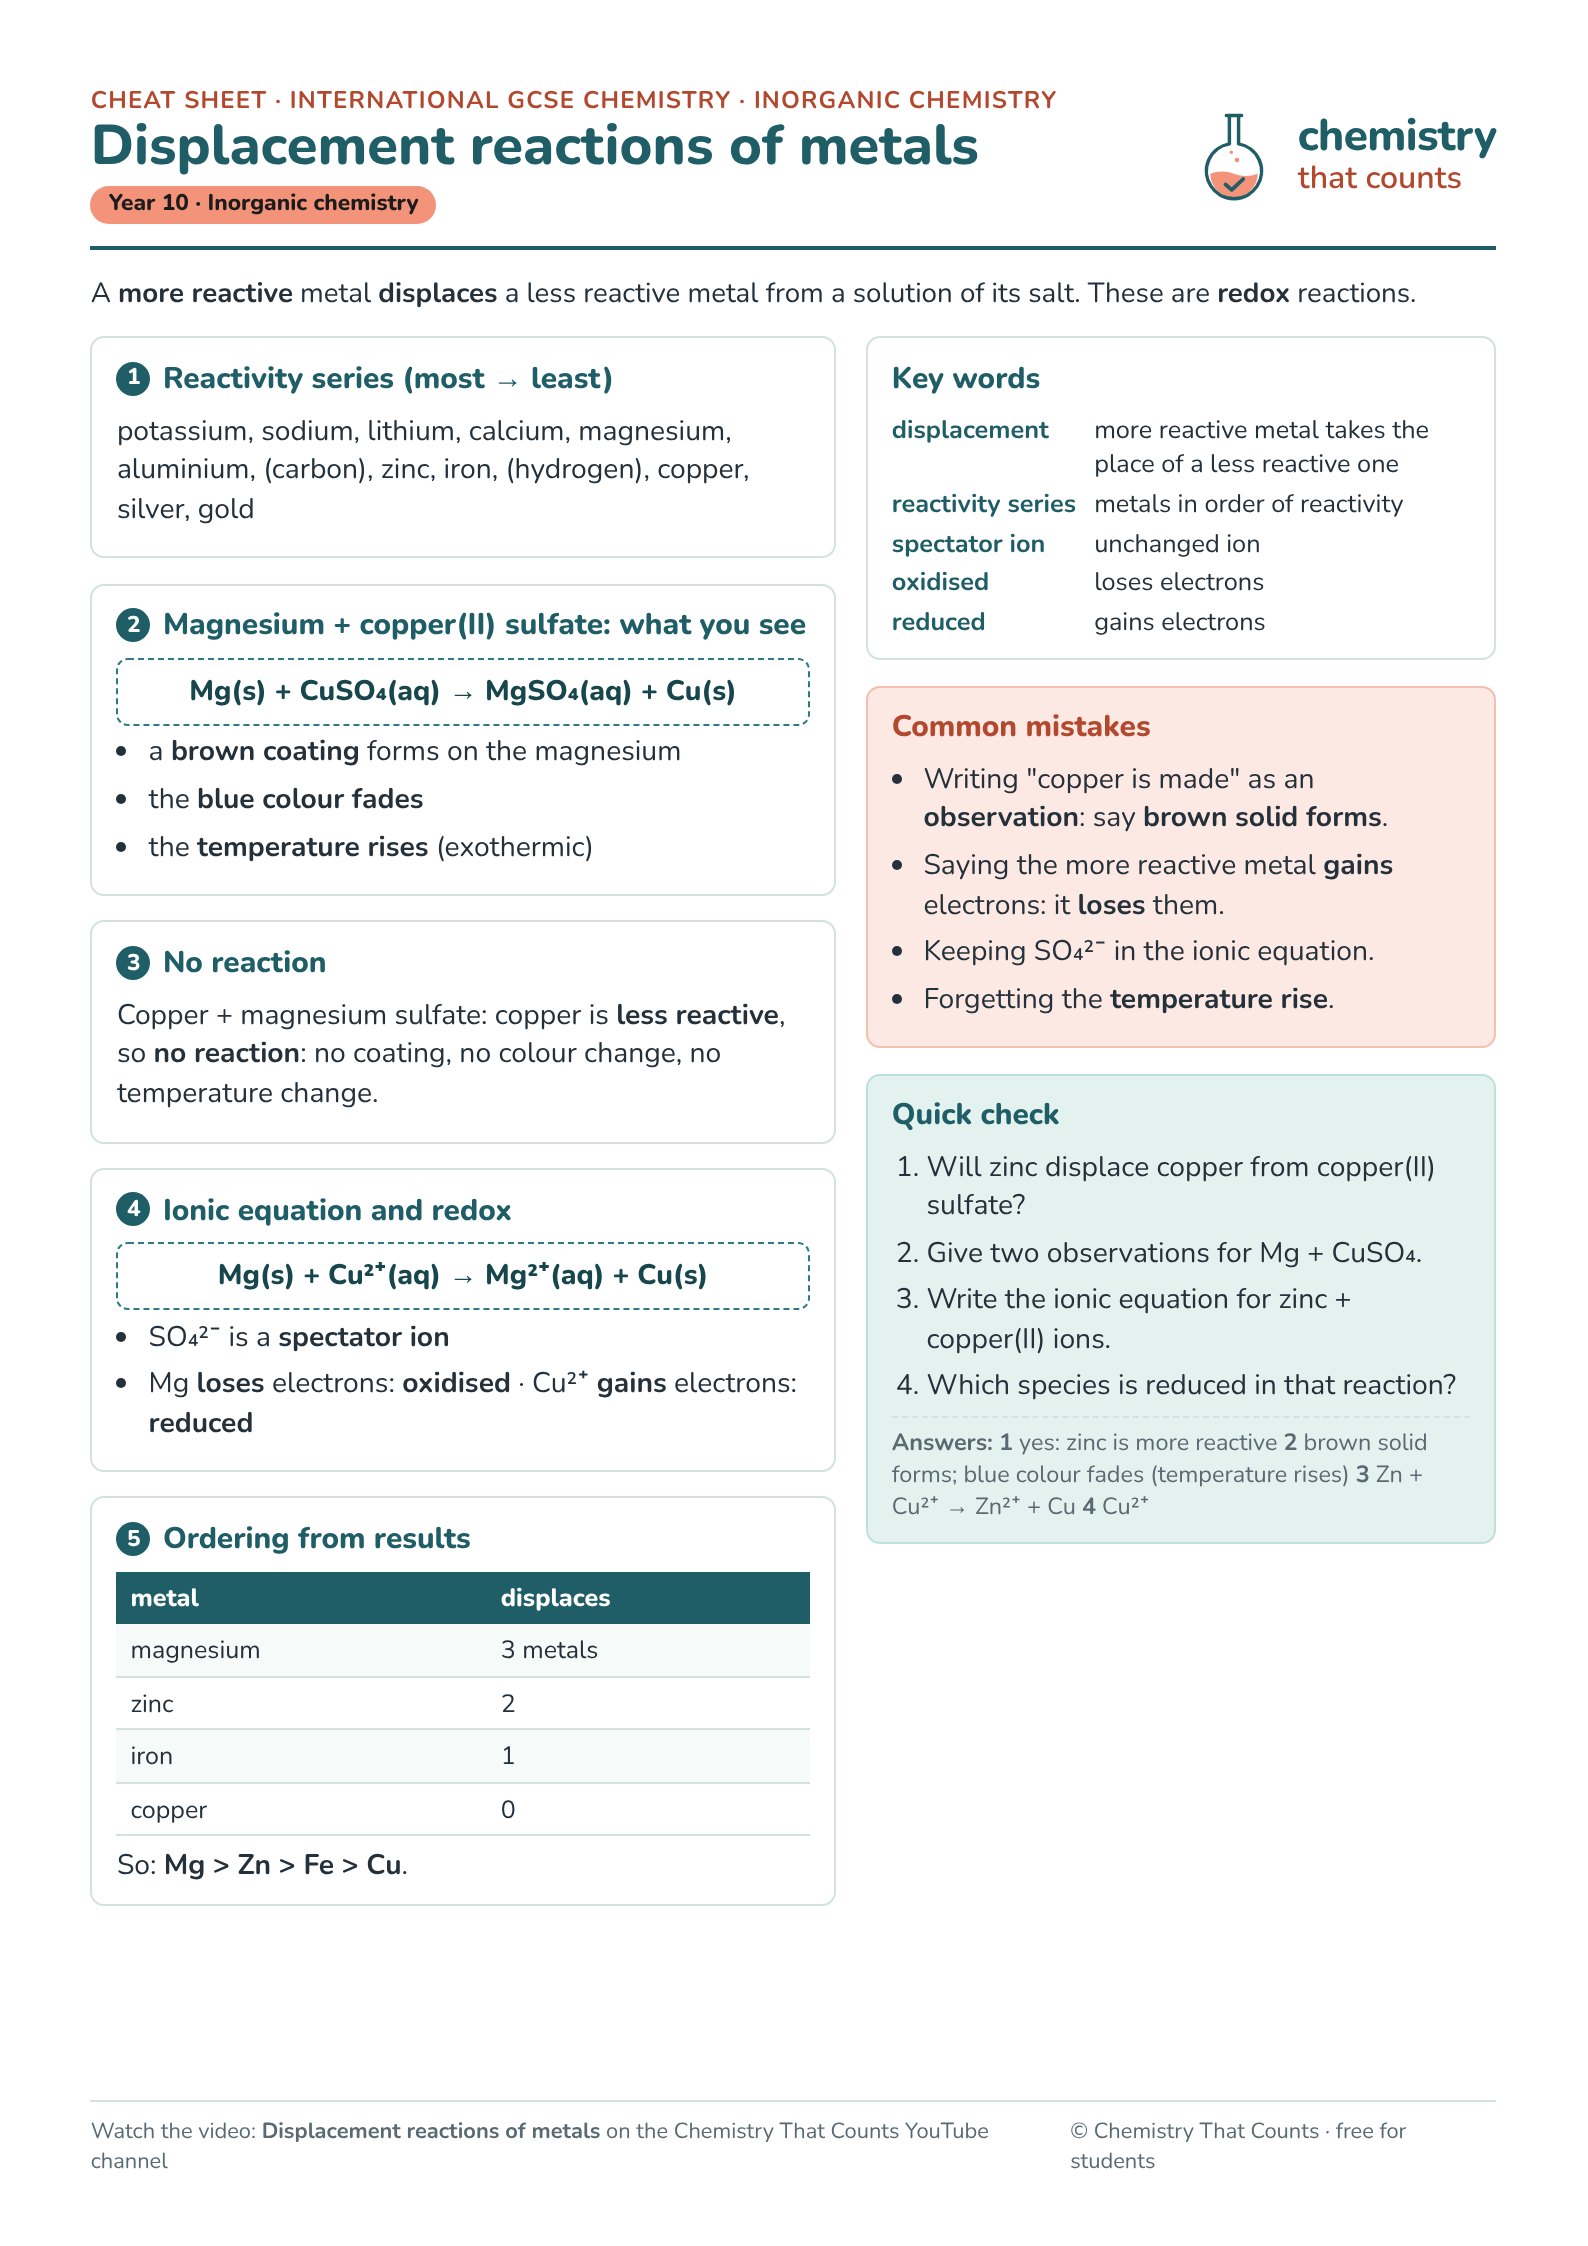 CHEAT SHEET · INTERNATIONAL GCSE CHEMISTRY · INORGANIC CHEMISTRY
Displacement reactions of metals
Year 10 · Inorganic chemistry
chemistry
that counts
A more reactive metal displaces a less reactive metal from a solution of its salt. These are redox reactions.
1 Reactivity series (most → least)
potassium, sodium, lithium, calcium, magnesium,
aluminium, (carbon), zinc, iron, (hydrogen), copper,
silver, gold
2 Magnesium + copper(II) sulfate: what you see
Mg(s) + CuSO₄(aq) → MgSO₄(aq) + Cu(s)
• a brown coating forms on the magnesium
• the blue colour fades
• the temperature rises (exothermic)
3 No reaction
Copper + magnesium sulfate: copper is less reactive,
so no reaction: no coating, no colour change, no
temperature change.
4 Ionic equation and redox
Mg(s) + Cu²⁺(aq) → Mg²⁺(aq) + Cu(s)
• SO₄²⁻ is a spectator ion
• Mg loses electrons: oxidised · Cu²⁺ gains electrons:
reduced
5 Ordering from results
metal displaces
magnesium 3 metals
zinc 2
iron 1
copper 0
So: Mg > Zn > Fe > Cu.
Key words
displacement more reactive metal takes the
place of a less reactive one
reactivity series metals in order of reactivity
spectator ion unchanged ion
oxidised loses electrons
reduced gains electrons
Common mistakes
• Writing "copper is made" as an
observation: say brown solid forms.
• Saying the more reactive metal gains
electrons: it loses them.
• Keeping SO₄²⁻ in the ionic equation.
• Forgetting the temperature rise.
Quick check
1. Will zinc displace copper from copper(II)
sulfate?
2. Give two observations for Mg + CuSO₄.
3. Write the ionic equation for zinc +
copper(II) ions.
4. Which species is reduced in that reaction?
Answers: 1 yes: zinc is more reactive 2 brown solid
forms; blue colour fades (temperature rises) 3 Zn +
Cu²⁺ → Zn²⁺ + Cu 4 Cu²⁺
Watch the video: Displacement reactions of metals on the Chemistry That Counts YouTube
channel
© Chemistry That Counts · free for
students